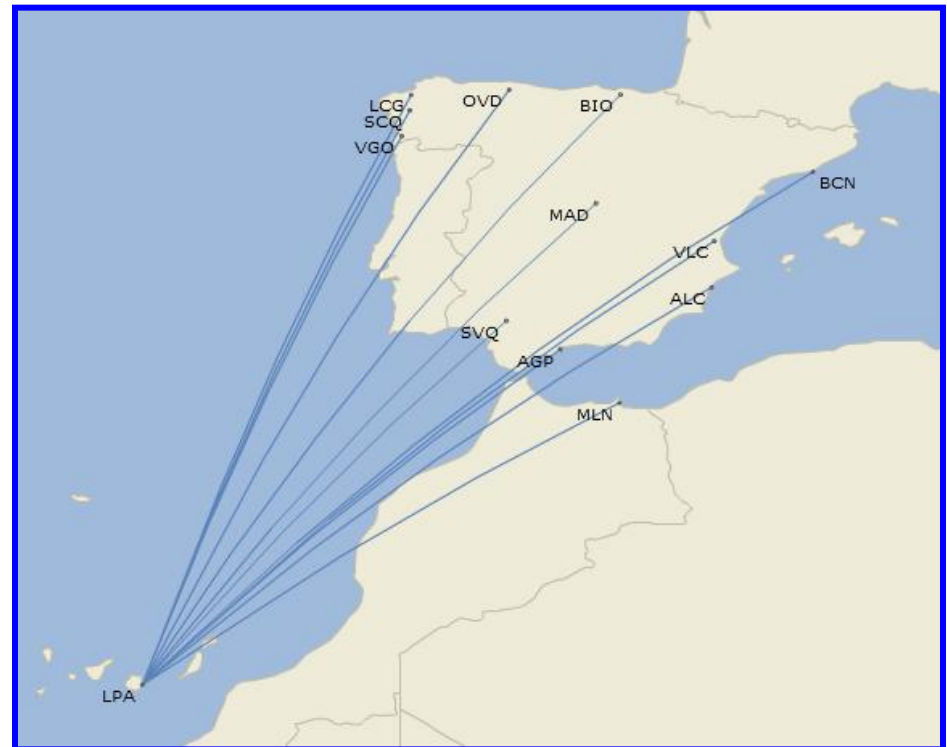 LCG
OVD
BIO
SCQ
VGO
BCN
MAD
VLC
ALC
SVQ
AGP
MLN
LPA